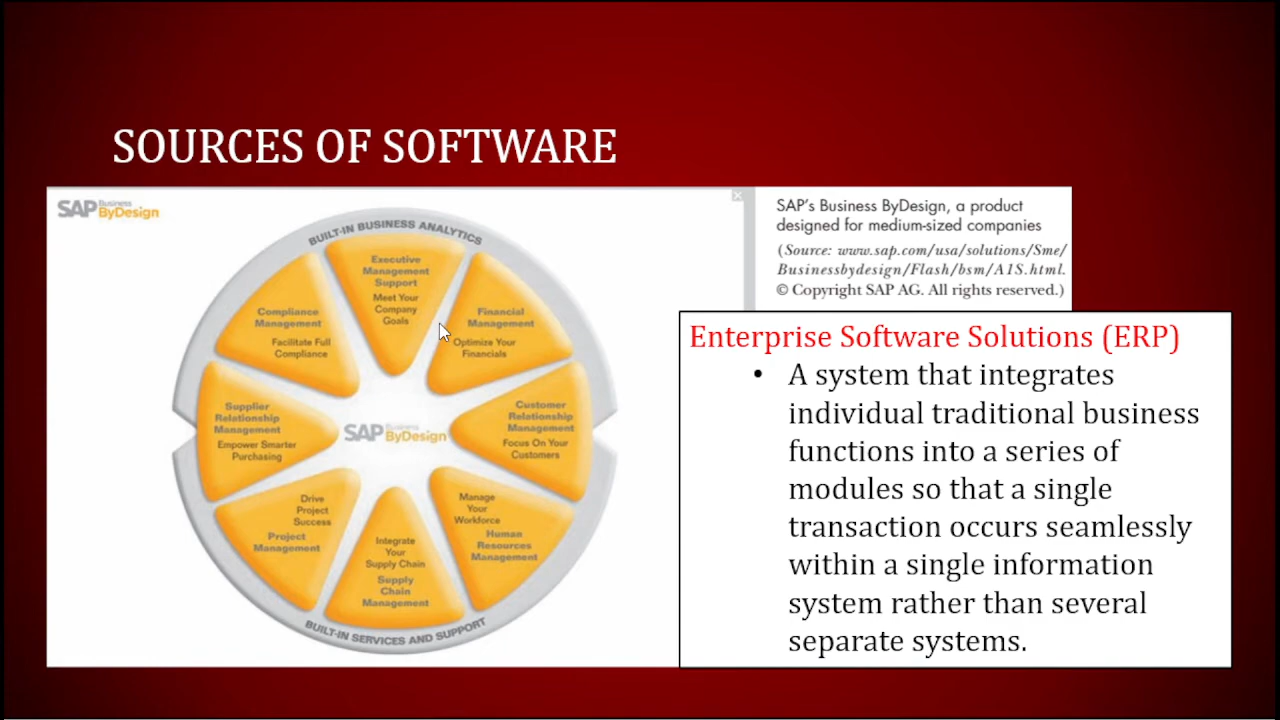 SOURCES OF SOFTWARE
SAP Business
ByDesign
BUILT-IN BUSINESS ANALYTICS
Executive
Management
Support
Meet Your
Company
Goals
Financial
Management
Optimize Your
Financials
Customer
Relationship
Management
Focus On Your
Customers
Manage
Your
Workforce
Human
Resources
Management
Integrate
Your
Supply Chain
Supply
Chain
Management
Drive
Project
Success
Project
Management
Supplier
Relationship
Management
Empower Smarter
Purchasing
Compliance
Management
Facilitate Full
Compliance
SAP Business
ByDesign
BUILT-IN SERVICES AND SUPPORT
SAP's Business ByDesign, a product
designed for medium-sized companies
(Source: www.sap.com/usa/solutions/Sme/
Businessbydesign/Flash/bsm/A1S.html.
© Copyright SAP AG. All rights reserved.)
Enterprise Software Solutions (ERP)
• A system that integrates
individual traditional business
functions into a series of
modules so that a single
transaction occurs seamlessly
within a single information
system rather than several
separate systems.